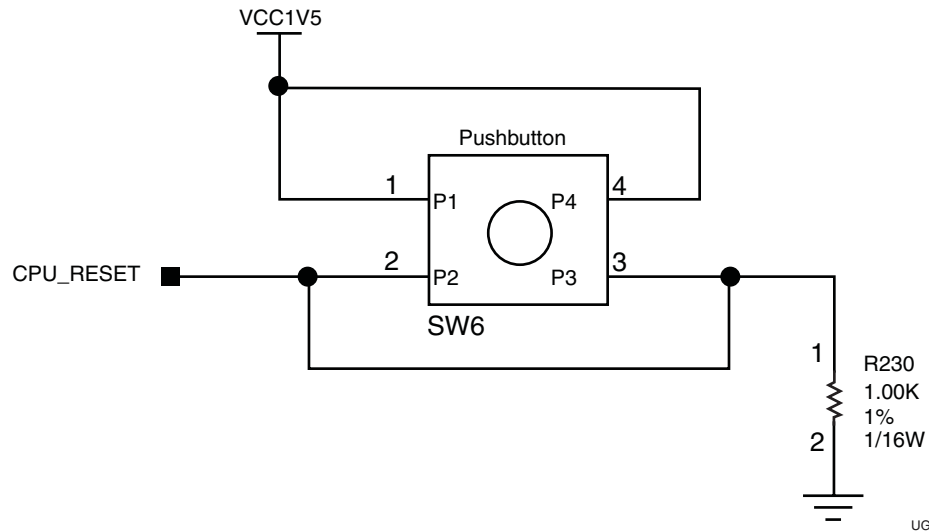 VCC1V5
Pushbutton
1
4
P1
P4
CPU_RESET
2
3
P2
P3
SW6
1
R230
1.00K
1%
2
1/16W
UG